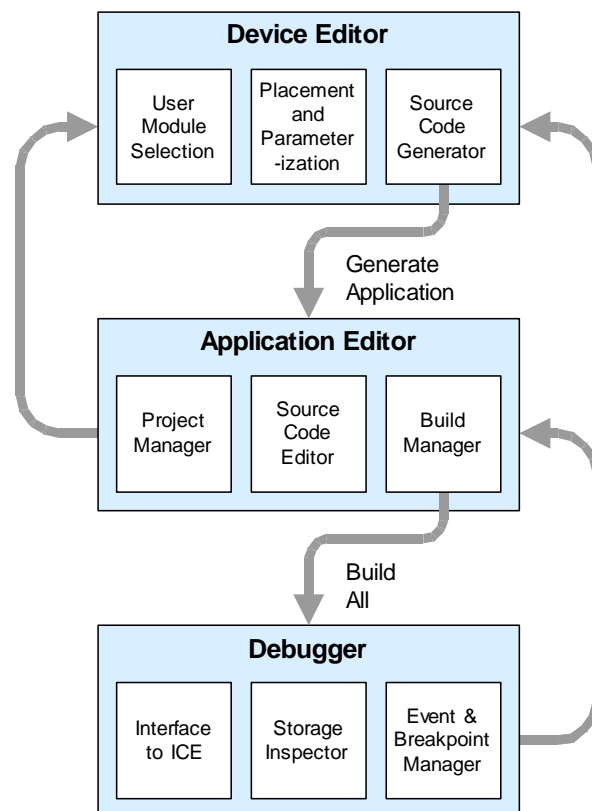 Device Editor
User
Module
Selection
Placement
and
Parameter
-ization
Source
Code
Generator
Generate
Application
Application Editor
Project
Manager
Source
Code
Editor
Build
Manager
Build
All
Debugger
Interface
to ICE
Storage
Inspector
Event &
Breakpoint
Manager